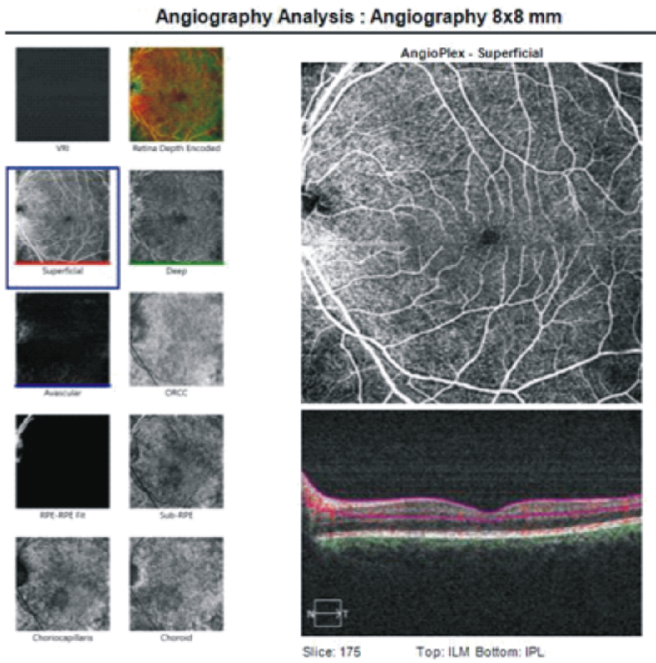 Angiography Analysis : Angiography 8x8 mm
AngioPlex - Superficial
VRI
Retina Depth Encoded
Superficial
Deep
Avascular
ORCC
RPE-RPE Fit
Sub-RPE
Choriocapillaris
Choroid
N
T
Slice: 175
Top: ILM Bottom: IPL